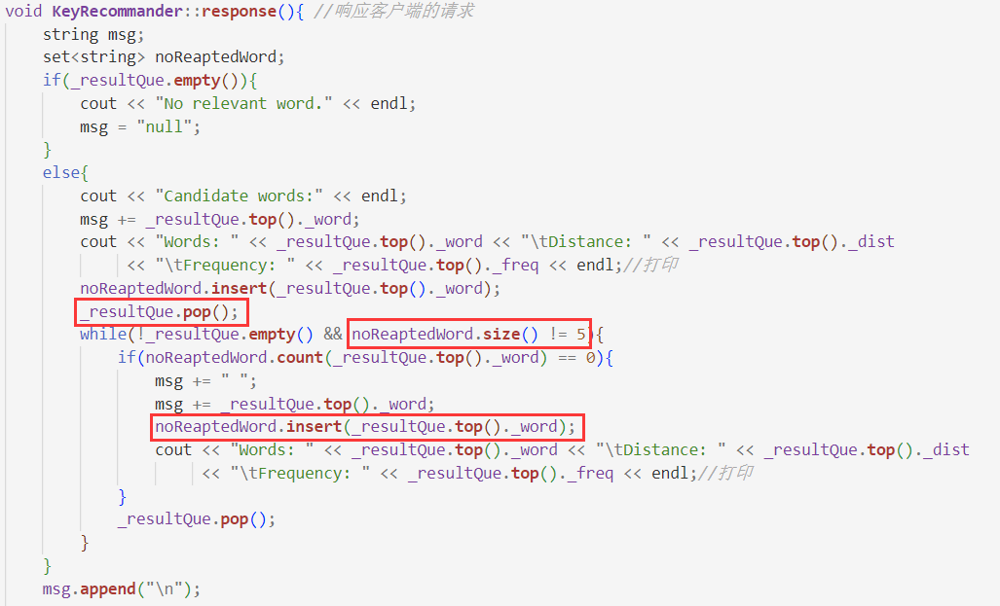 void KeyRecommander::response(){ //响应客户端的请求
string msg;
set<string> noReaptedWord;
if(_resultQue.empty()){
cout << "No relevant word." << endl;
msg = "null";
}
else{
cout << "Candidate words:" << endl;
msg += _resultQue.top()._word;
cout << "Words: " << _resultQue.top()._word << "\tDistance: " << _resultQue.top()._dist
<< "\tFrequency: " << _resultQue.top()._freq << endl;//打印
noReaptedWord.insert(_resultQue.top()._word);
_resultQue.pop();
while(!_resultQue.empty() && noReaptedWord.size() != 5){
if(noReaptedWord.count(_resultQue.top()._word) == 0){
msg += " ";
msg += _resultQue.top()._word;
noReaptedWord.insert(_resultQue.top()._word);
cout << "Words: " << _resultQue.top()._word << "\tDistance: " << _resultQue.top()._dist
<< "\tFrequency: " << _resultQue.top()._freq << endl;//打印
}
_resultQue.pop();
}
}
msg.append("\n");